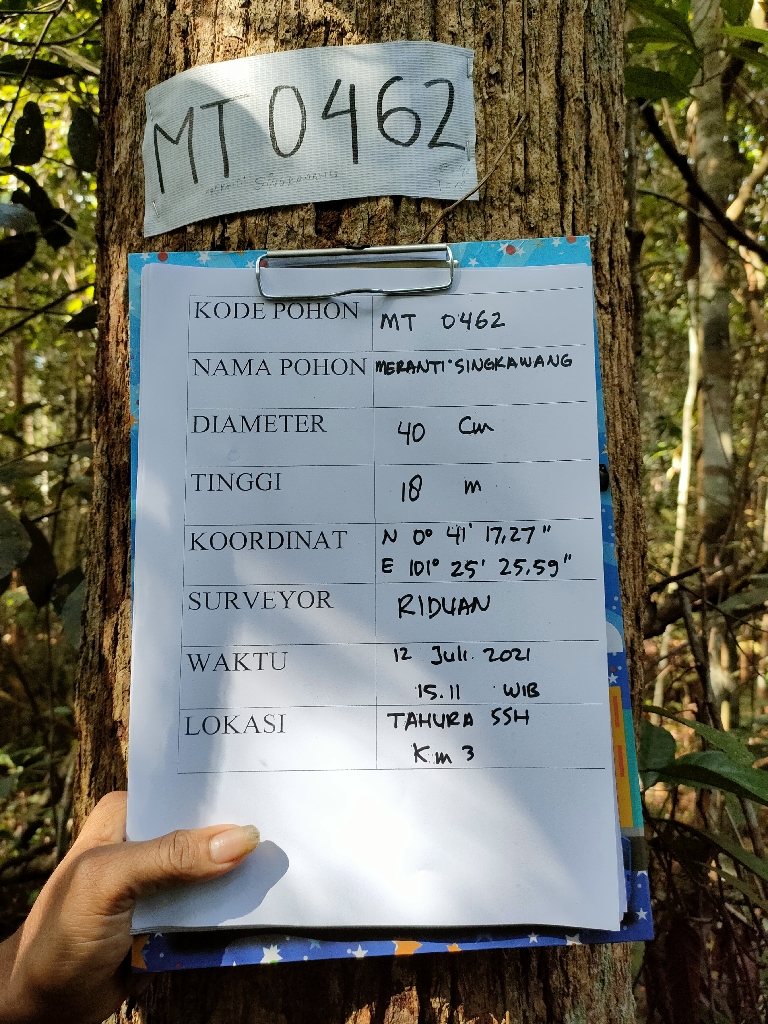 MT 0462
SINGKAWANG
KODE POHON MT 0462
NAMA POHON MERANTI SINGKAWANG
DIAMETER 40 Cm
TINGGI 18 m
KOORDINAT N 0° 41' 17,27"
E 101° 25' 25,59"
SURVEYOR RIDUAN
WAKTU 12 Juli 2021
15.11 WIB
LOKASI TAHURA SSH
Km 3